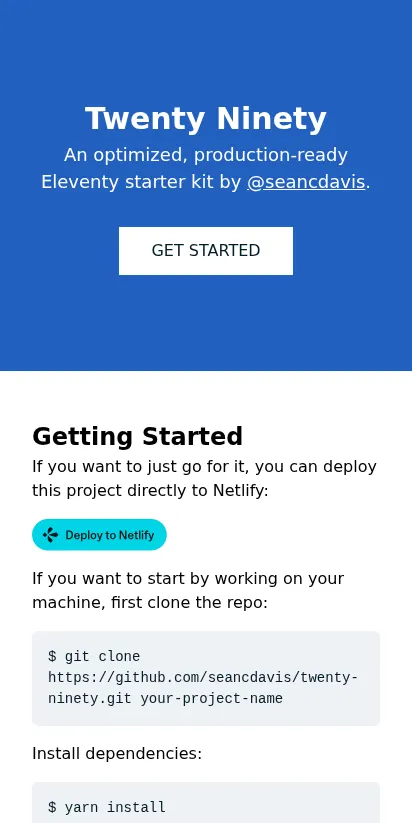 Twenty Ninety
An optimized, production-ready
Eleventy starter kit by @seancdavis.
GET STARTED
Getting Started
If you want to just go for it, you can deploy
this project directly to Netlify:
Deploy to Netlify
If you want to start by working on your
machine, first clone the repo:
$ git clone
https://github.com/seancdavis/twenty-
ninety.git your-project-name
Install dependencies:
$ yarn install